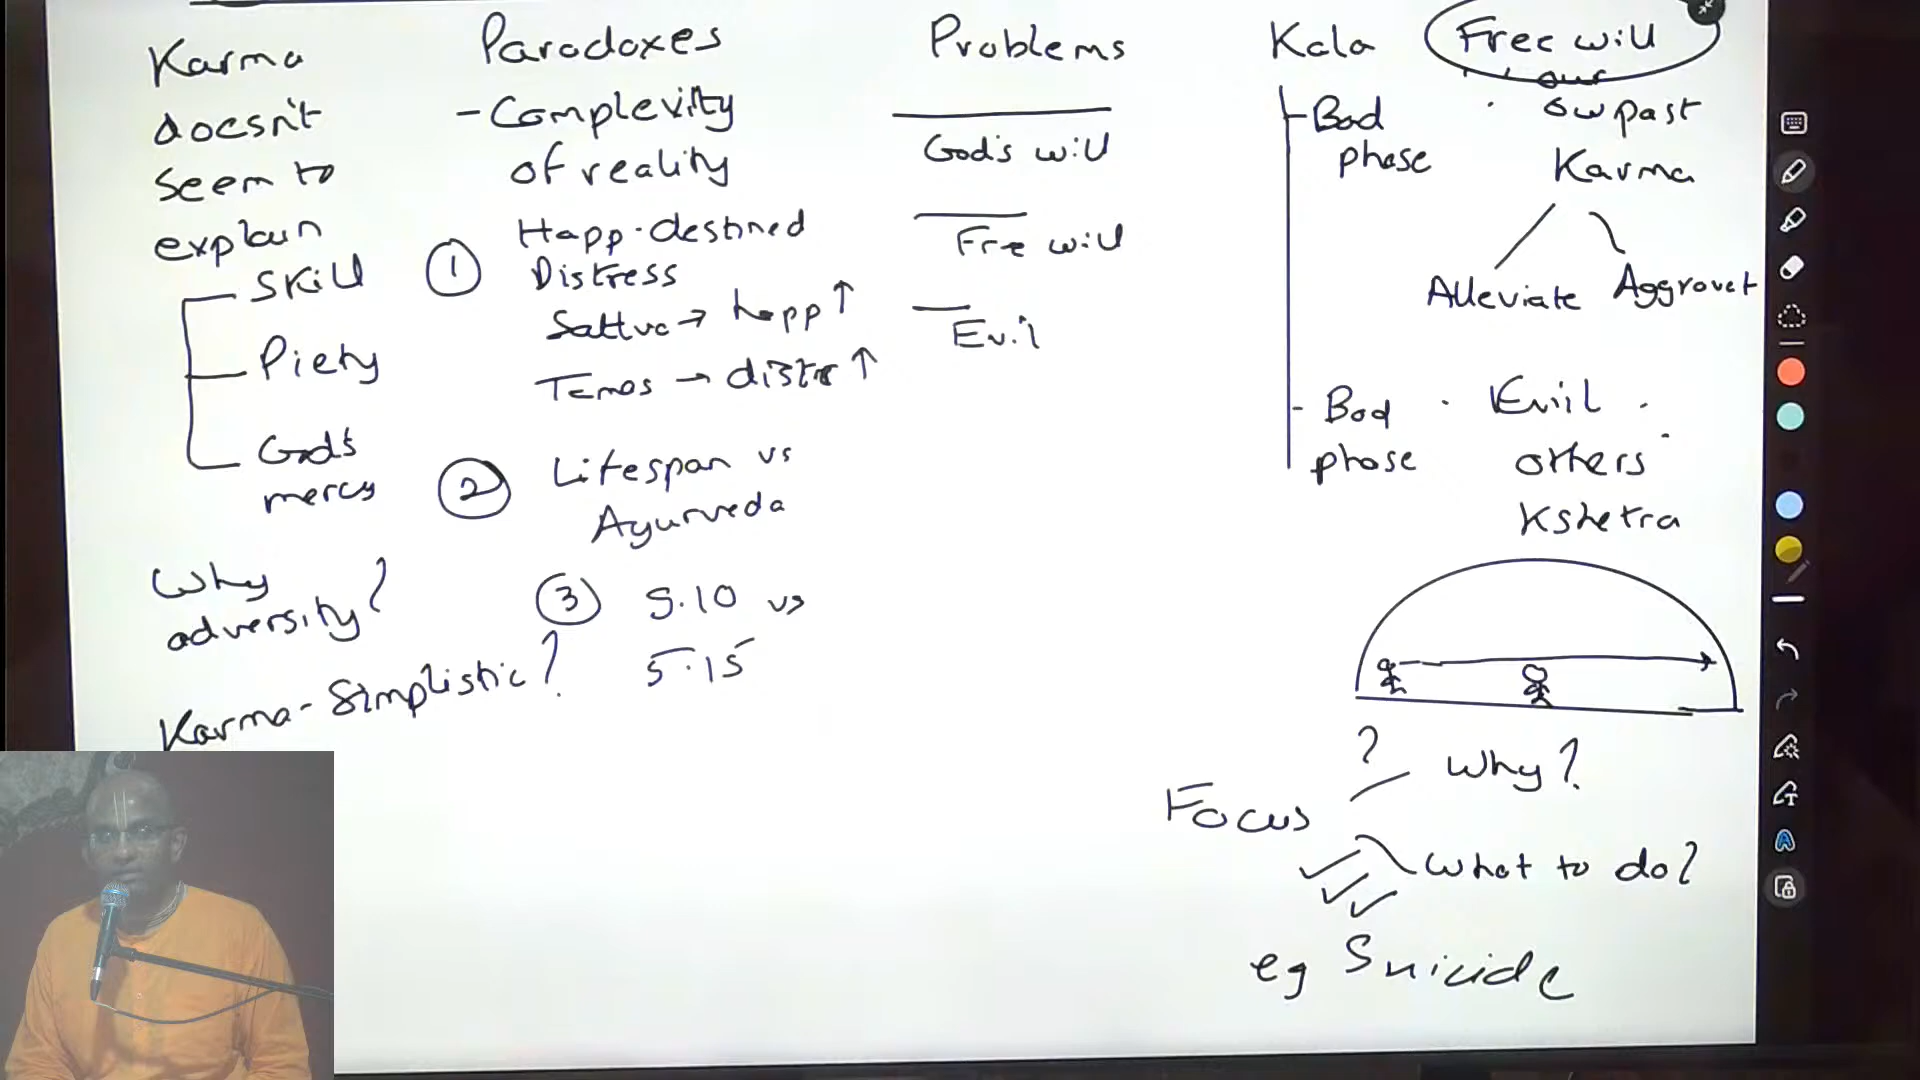 Karma
doesn't
seem to
explain
Skill
Piety
God's
mercy
Why
adversity?
Karma - Simplistic?
Paradoxes
- Complexity
of reality
1
Happ. destined
Distress
Sattva → happ ↑
Tamas → distr ↑
2
Lifespan vs
Ayurveda
3
5.10 vs
5.15
Problems
God's will
Free will
Evil
Kala
Bad
phase
Bad
phase
Free will
our
past
Karma
Alleviate
Evil
others
Kshetra
?
Focus
Why?
What to do?
eg Suicide